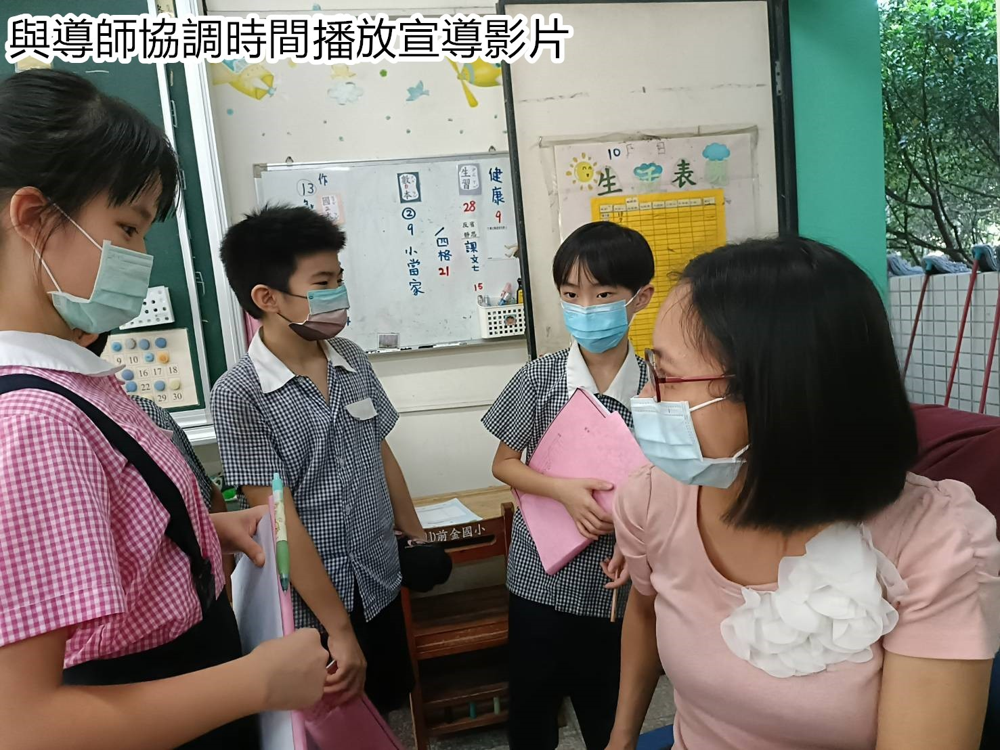 與導師協調時間播放宣導影片
10月 日
生活表
13
作
國
數本
②
9
小當家
生習
28
反省
靜思
課文七
15
/四格
21
健康
9
9 10
16 17 18
22
29 30
前金國小